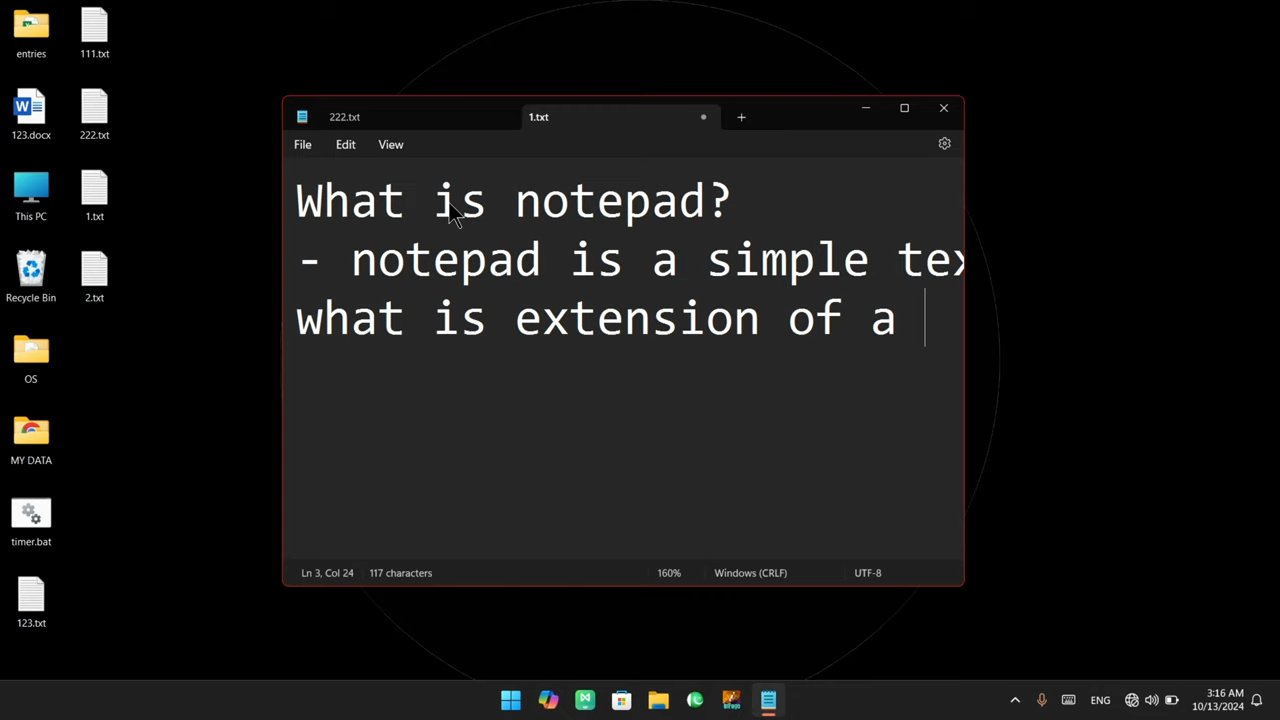 entries
111.txt
123.docx
222.txt
This PC
1.txt
Recycle Bin
2.txt
OS
MY DATA
timer.bat
123.txt
222.txt
1.txt
File Edit View
What is notepad?
- notepad is a simple tex
what is extension of a
Ln 3, Col 24 117 characters 160% Windows (CRLF) UTF-8
ENG
3:16 AM
10/13/2024